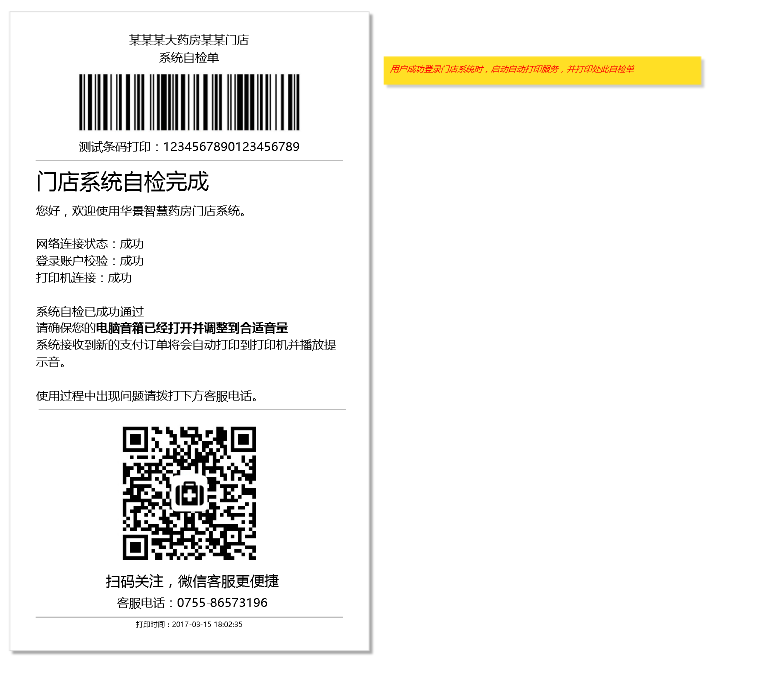 某某某大药房某某门店
系统自检单
测试条码打印：1234567890123456789
门店系统自检完成
您好，欢迎使用华景智慧药房门店系统。
网络连接状态：成功
登录账户校验：成功
打印机连接：成功
系统自检已成功通过
请确保您的电脑音箱已经打开并调整到合适音量
系统接收到新的支付订单将会自动打印到打印机并播放提
示音。
使用过程中出现问题请拨打下方客服电话。
扫码关注，微信客服更便捷
客服电话：0755-86573196
打印时间：2017-03-15 18:02:35
用户成功登录门店系统时，启动自动打印服务，并打印处此自检单